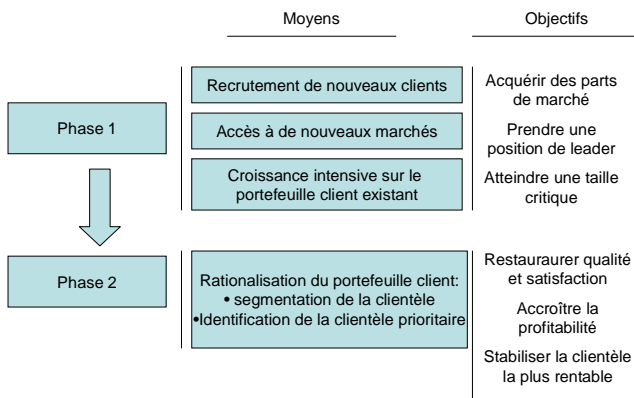 Moyens
Objectifs
Phase 1
Recrutement de nouveaux clients
Accès à de nouveaux marchés
Croissance intensive sur le
portefeuille client existant
Acquérir des parts
de marché
Prendre une
position de leader
Atteindre une taille
critique
Phase 2
Rationalisation du portefeuille client:
• segmentation de la clientèle
•Identification de la clientèle prioritaire
Restauraurer qualité
et satisfaction
Accroître la
profitabilité
Stabiliser la clientèle
la plus rentable